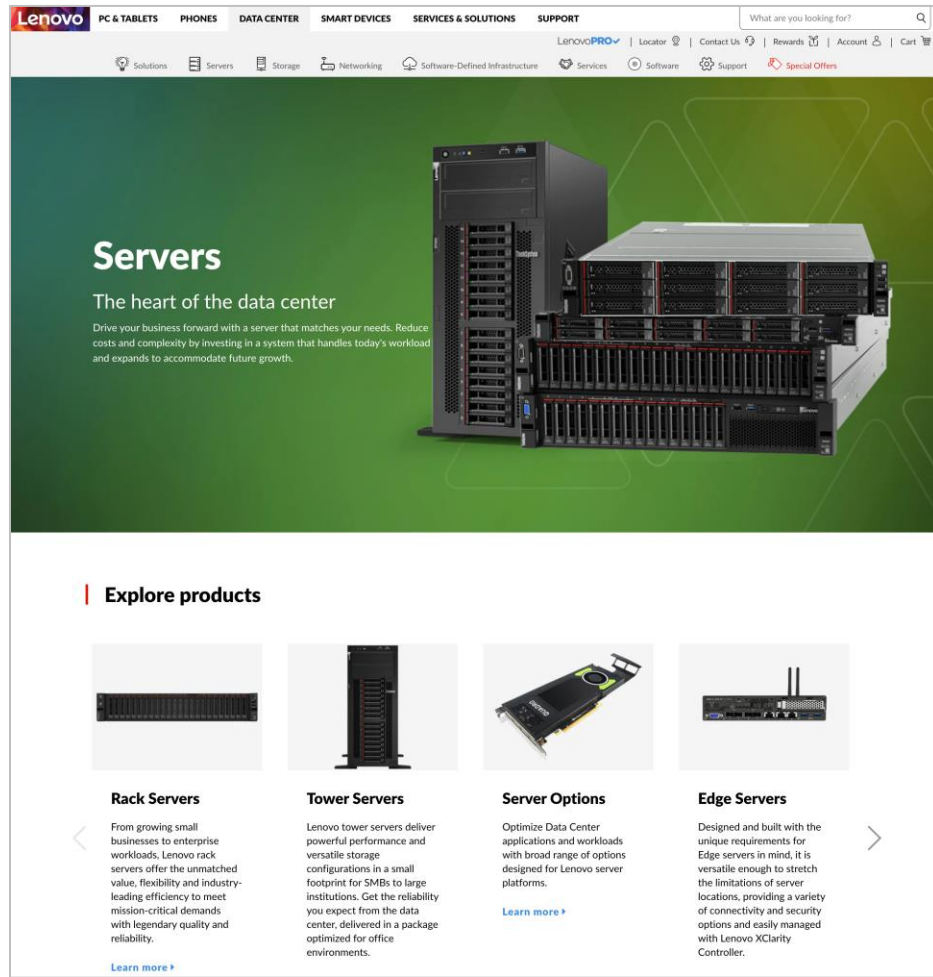 Lenovo
PC & TABLETS PHONES DATA CENTER SMART DEVICES SERVICES & SOLUTIONS SUPPORT
What are you looking for?
LenovoPRO | Locator | Contact Us | Rewards | Account | Cart
Solutions Servers Storage Networking Software-Defined Infrastructure Services Software Support Special Offers
Servers
The heart of the data center
Drive your business forward with a server that matches your needs. Reduce
costs and complexity by investing in a system that handles today's workload
and expands to accommodate future growth.
Lenovo
ThinkSystem
Lenovo
Explore products
Rack Servers
From growing small
businesses to enterprise
workloads, Lenovo rack
servers offer the unmatched
value, flexibility and industry-
leading efficiency to meet
mission-critical demands
with legendary quality and
reliability.
Learn more
Tower Servers
Lenovo tower servers deliver
powerful performance and
versatile storage
configurations in a small
footprint for SMBs to large
institutions. Get the reliability
you expect from the data
center, delivered in a package
optimized for office
environments.
Server Options
Optimize Data Center
applications and workloads
with broad range of options
designed for Lenovo server
platforms.
Learn more
Edge Servers
Designed and built with the
unique requirements for
Edge servers in mind, it is
versatile enough to stretch
the limitations of server
locations, providing a variety
of connectivity and security
options and easily managed
with Lenovo XClarity
Controller.